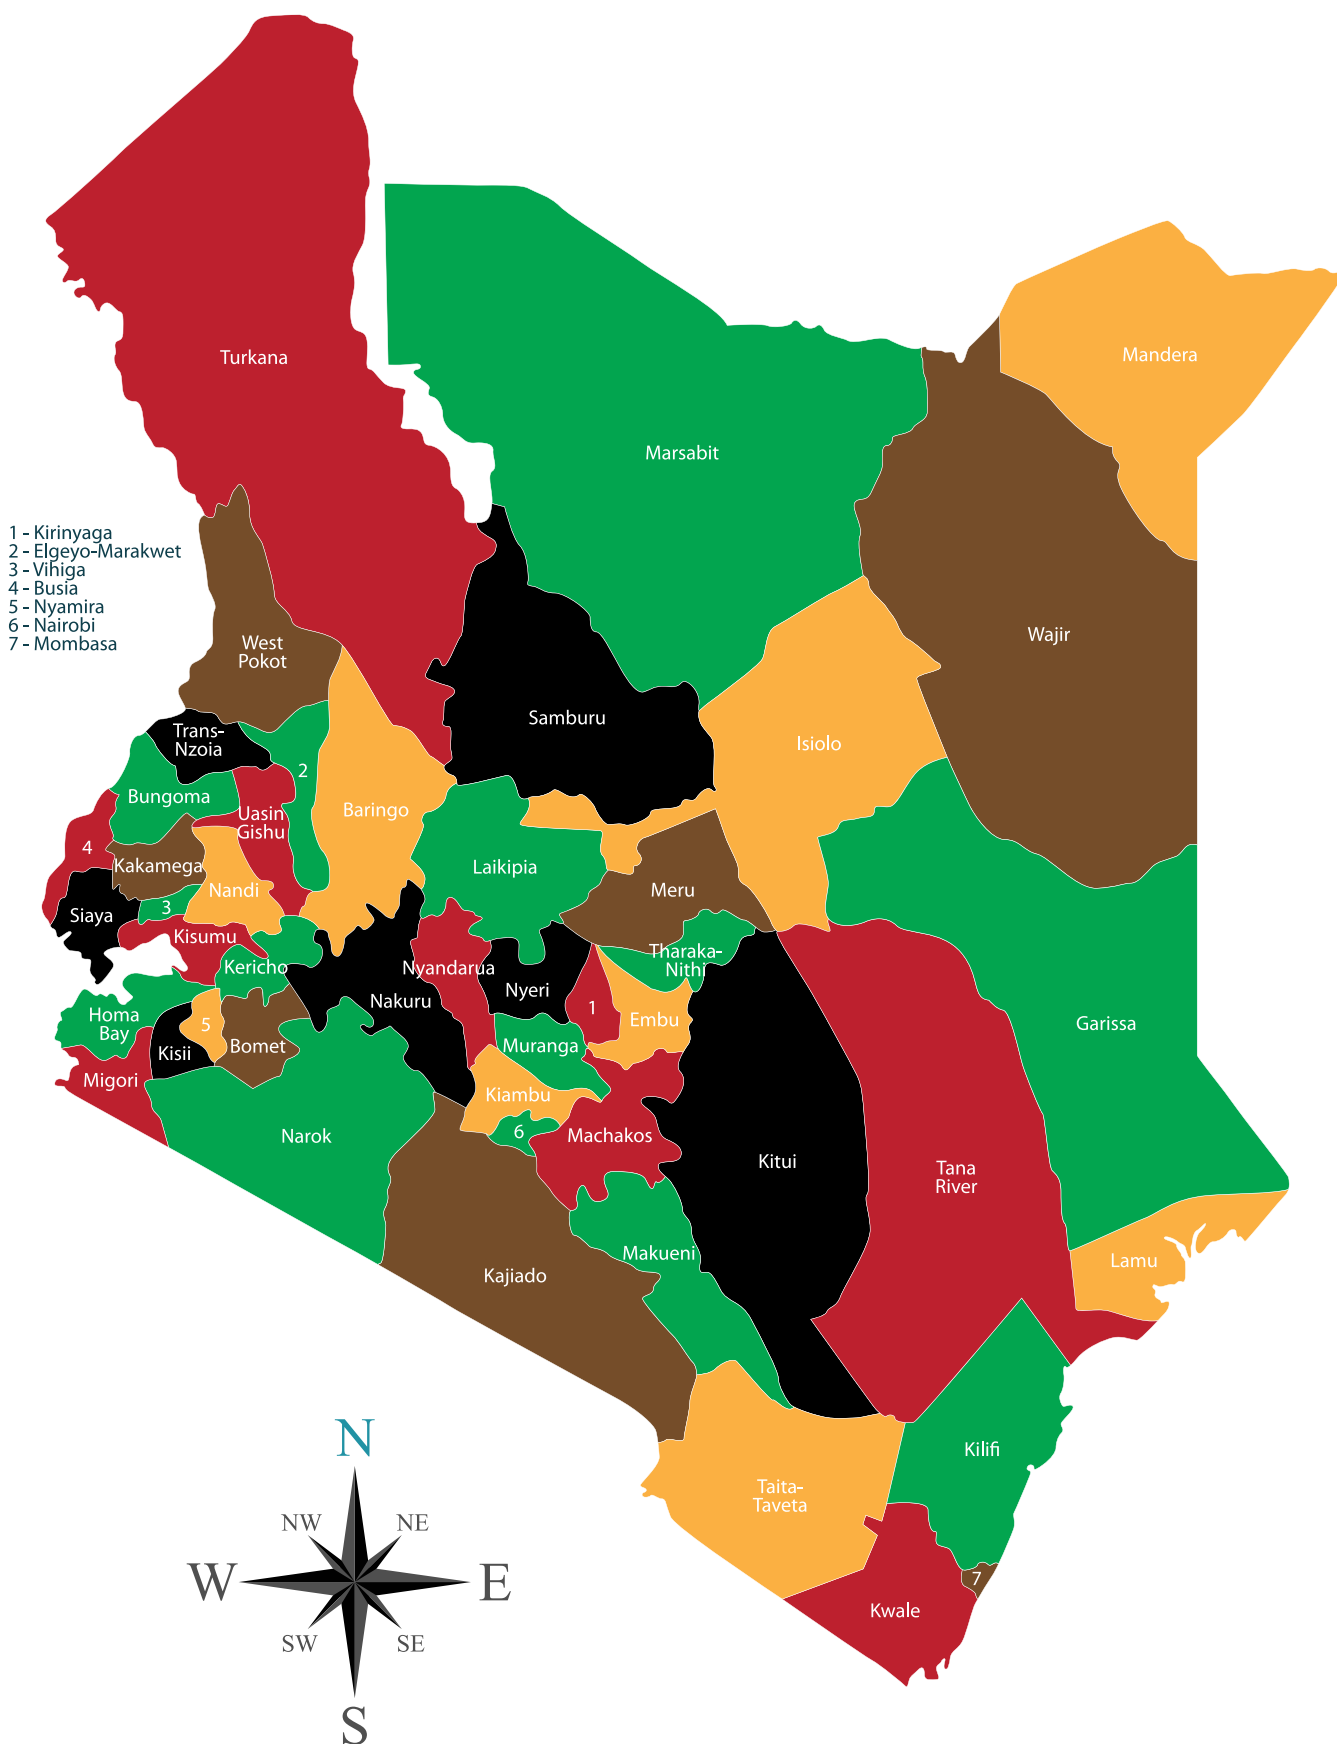 Turkana
Mandera
Marsabit
1 - Kirinyaga
2 - Elgeyo-Marakwet
3 - Vihiga
4 - Busia
5 - Nyamira
6 - Nairobi
7 - Mombasa
Wajir
West
Pokot
Samburu
Trans-
Nzoia
Isiolo
2
Bungoma
Baringo
Uasin
Gishu
4
Kakamega
Laikipia
Nandi
Meru
3
Siaya
Kisumu
Tharaka-
Nithi
Kericho
Nyandarua
Nakuru
Nyeri
1
Homa
Bay
5
Embu
Garissa
Kisii
Bomet
Muranga
Migori
Kiambu
6
Narok
Machakos
Kitui
Tana
River
Makueni
Lamu
Kajiado
N
Kilifi
Taita-
Taveta
NW
NE
W
E
7
Kwale
SW
SE
S